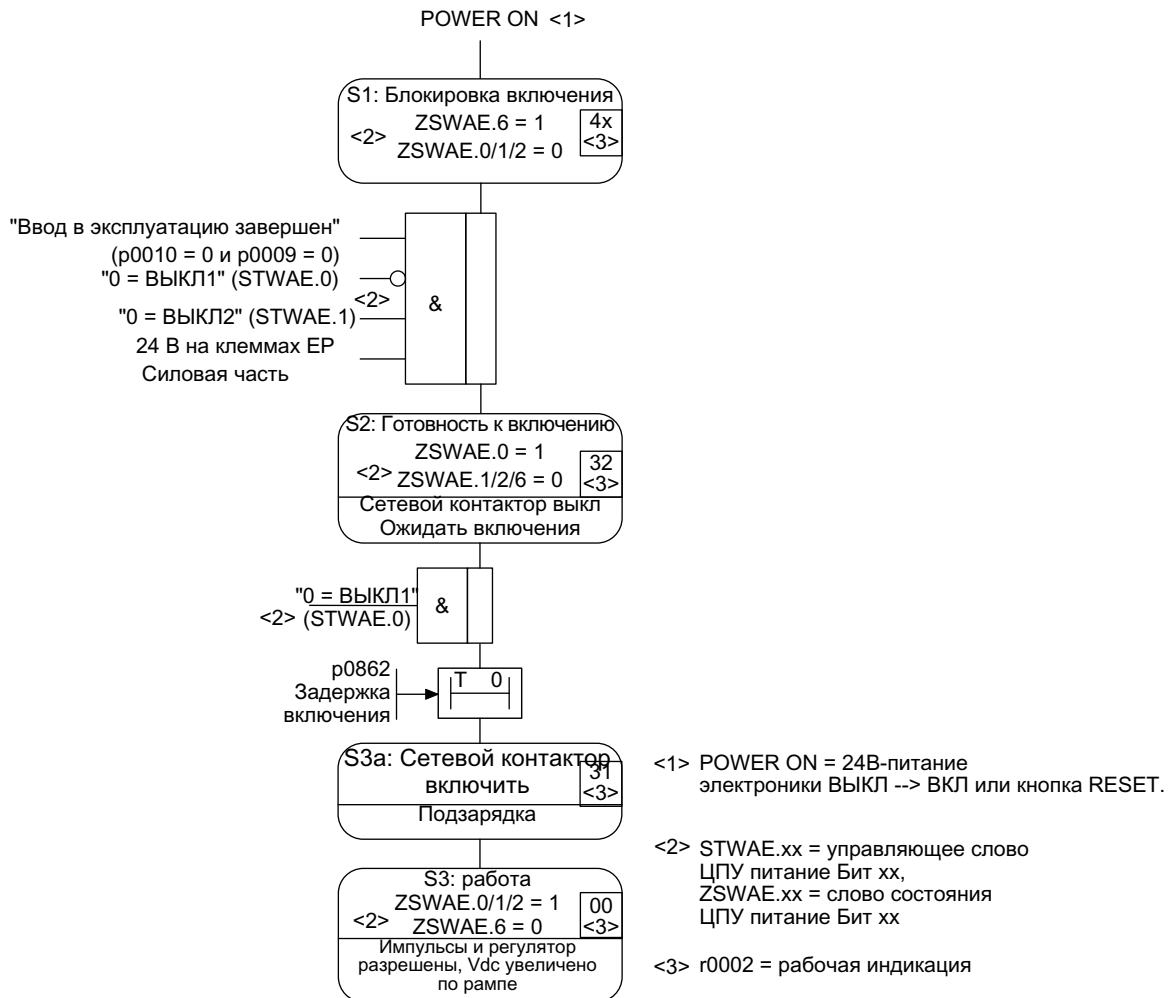 POWER ON <1>
S1: Блокировка включения
<2> ZSWAE.6 = 1
ZSWAE.0/1/2 = 0
4x
<3>
"Ввод в эксплуатацию завершен"
(p0010 = 0 и p0009 = 0)
"0 = ВЫКЛ1" (STWAE.0)
<2>
"0 = ВЫКЛ2" (STWAE.1)
24 В на клеммах EP
Силовая часть
&
S2: Готовность к включению
ZSWAE.0 = 1
<2> ZSWAE.1/2/6 = 0
32
<3>
Сетевой контактор выкл
Ожидать включения
"0 = ВЫКЛ1"
<2> (STWAE.0)
&
p0862
Задержка
включения
T 0
S3a: Сетевой контактор
включить
31
<3>
Подзарядка
S3: работа
ZSWAE.0/1/2 = 1
<2> ZSWAE.6 = 0
00
<3>
Импульсы и регулятор
разрешены, Vdc увеличено
по рампе
<1> POWER ON = 24В-питание
электроники ВЫКЛ --> ВКЛ или кнопка RESET.
<2> STWAE.xx = управляющее слово
ЦПУ питание Бит xx,
ZSWAE.xx = слово состояния
ЦПУ питание Бит xx
<3> r0002 = рабочая индикация